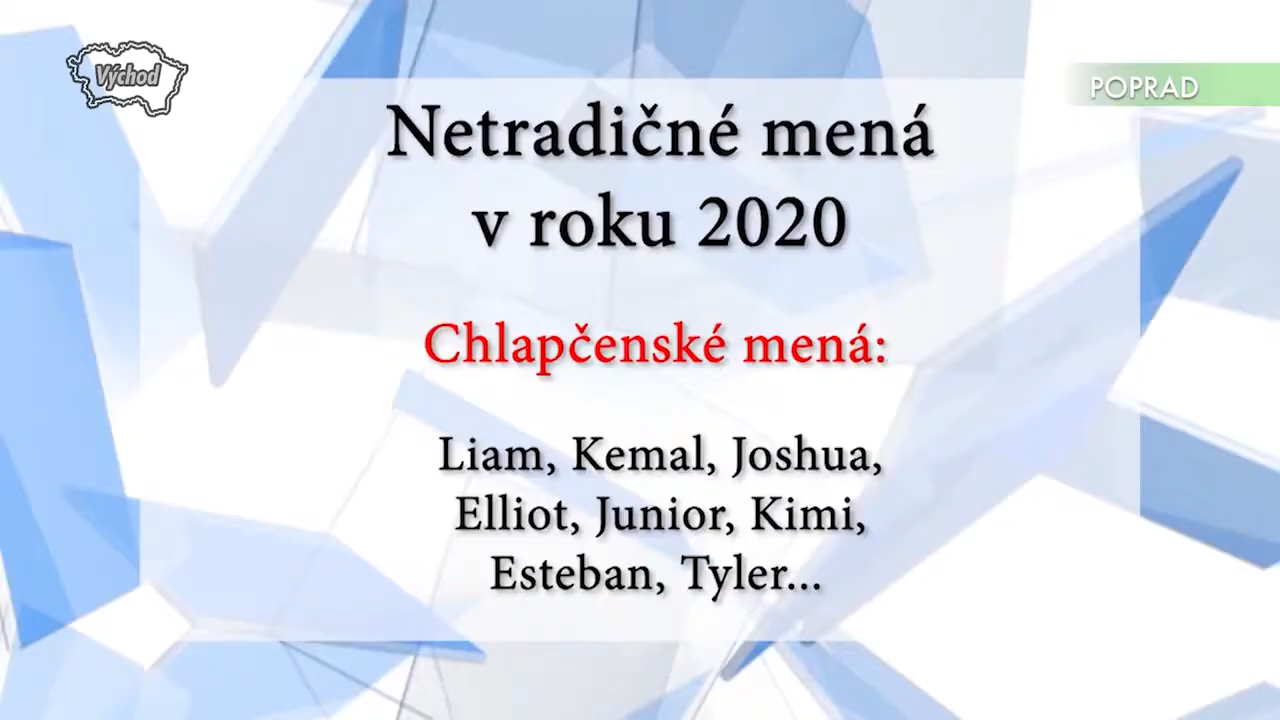 Východ
POPRAD
Netradičné mená
v roku 2020
Chlapčenské mená:
Liam, Kemal, Joshua,
Elliot, Junior, Kimi,
Esteban, Tyler...